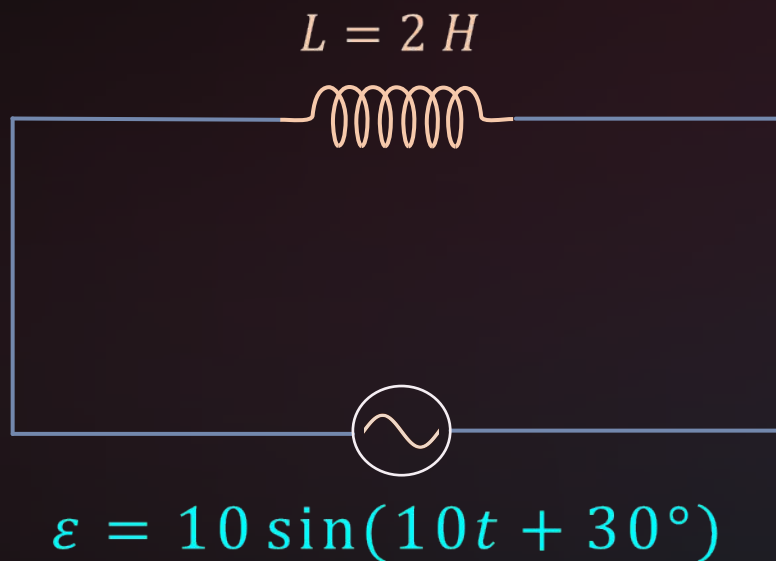 L = 2 H
ε = 10 sin(10t + 30°)